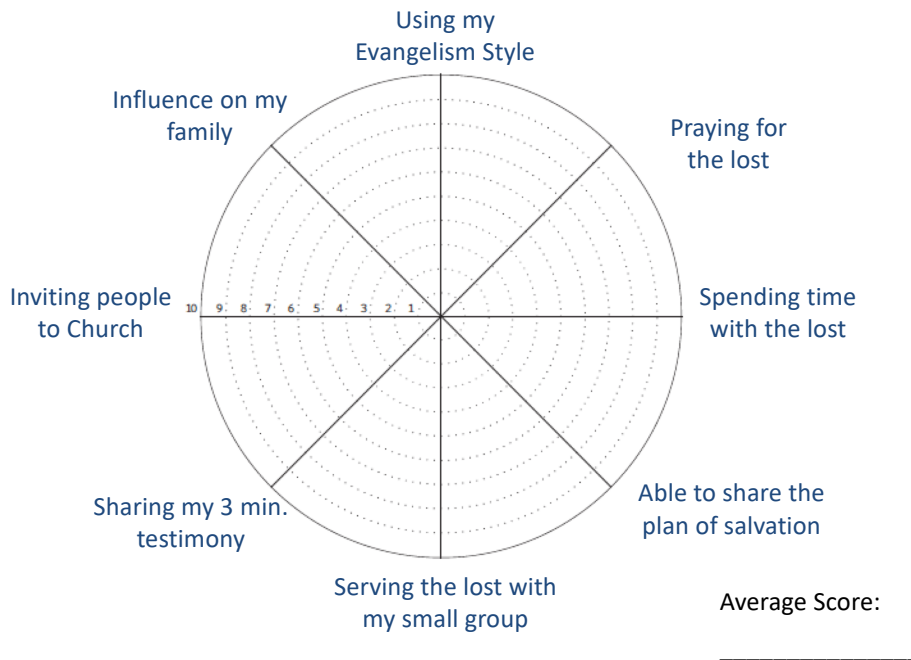 Using my
Evangelism Style
Influence on my
family
Praying for
the lost
Inviting people
to Church
10 9 8 7 6 5 4 3 2 1
Spending time
with the lost
Sharing my 3 min.
testimony
Able to share the
plan of salvation
Serving the lost with
my small group
Average Score: